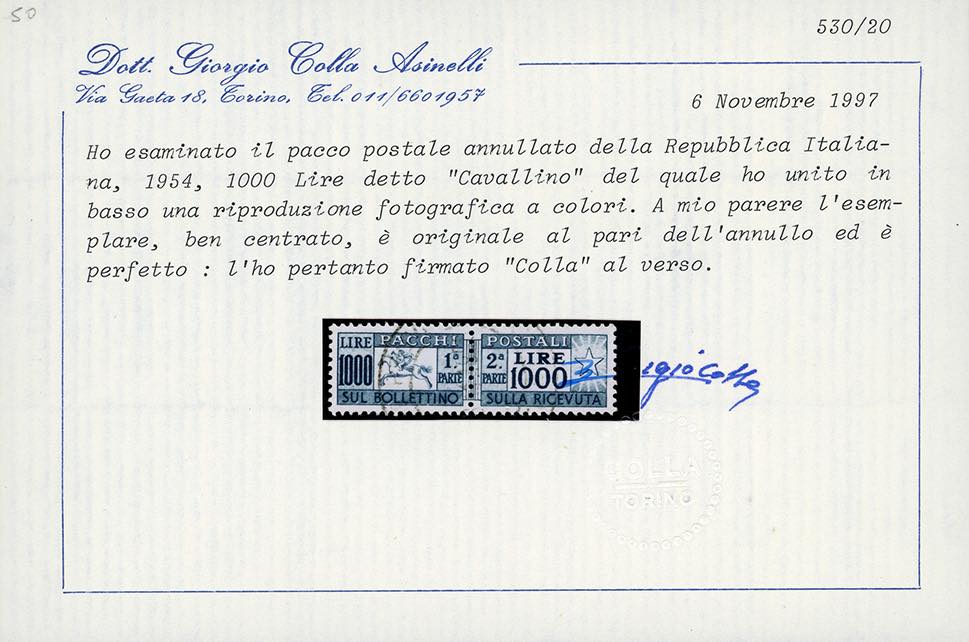 50
530/20
Dott. Giorgio Colla Asinelli
Via Gaeta 18, Torino, Tel. 011/6601957
6 Novembre 1997
Ho esaminato il pacco postale annullato della Repubblica Italia-
na, 1954, 1000 Lire detto "Cavallino" del quale ho unito in
basso una riproduzione fotografica a colori. A mio parere l'esem-
plare, ben centrato, è originale al pari dell'annullo ed è
perfetto : l'ho pertanto firmato "Colla" al verso.
LIRE PACCHI POSTALI
1000 1ª PARTE 2ª PARTE LIRE 1000
SUL BOLLETTINO SULLA RICEVUTA
COLLA
TORINO